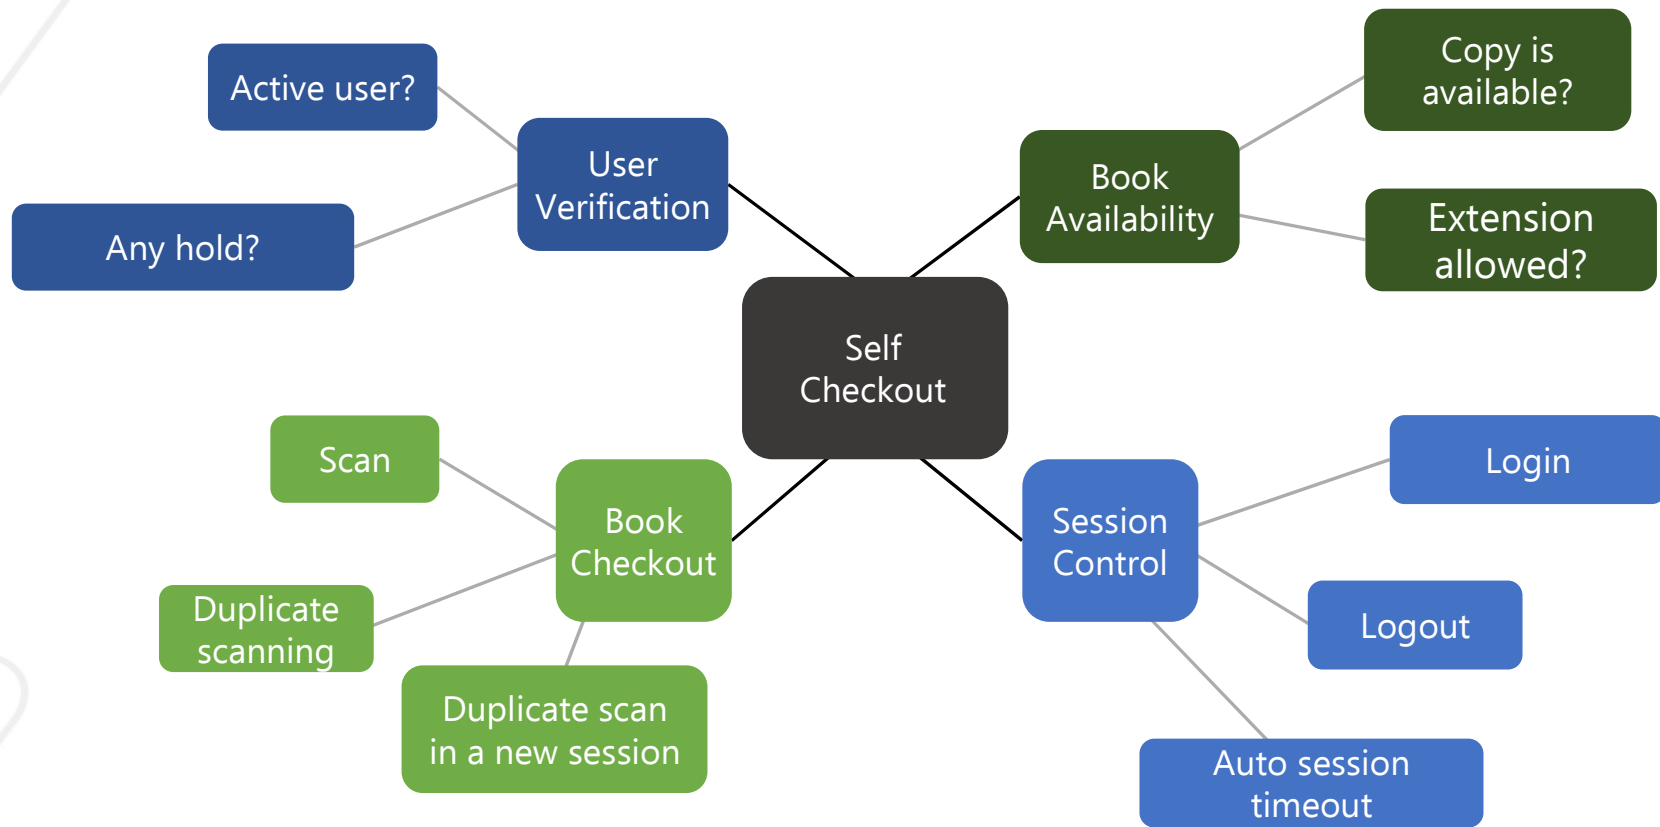 Active user?
User
Verification
Any hold?
Copy is
available?
Book
Availability
Extension
allowed?
Self
Checkout
Scan
Book
Checkout
Duplicate
scanning
Duplicate scan
in a new session
Session
Control
Login
Logout
Auto session
timeout